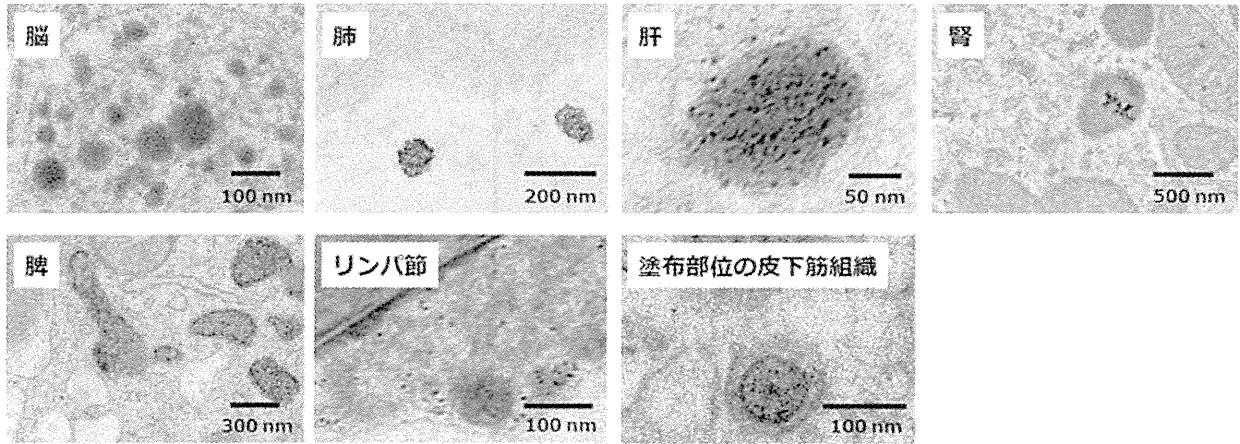 脳
100 nm
肺
200 nm
肝
50 nm
腎
500 nm
脾
300 nm
リンパ節
100 nm
塗布部位の皮下筋組織
100 nm